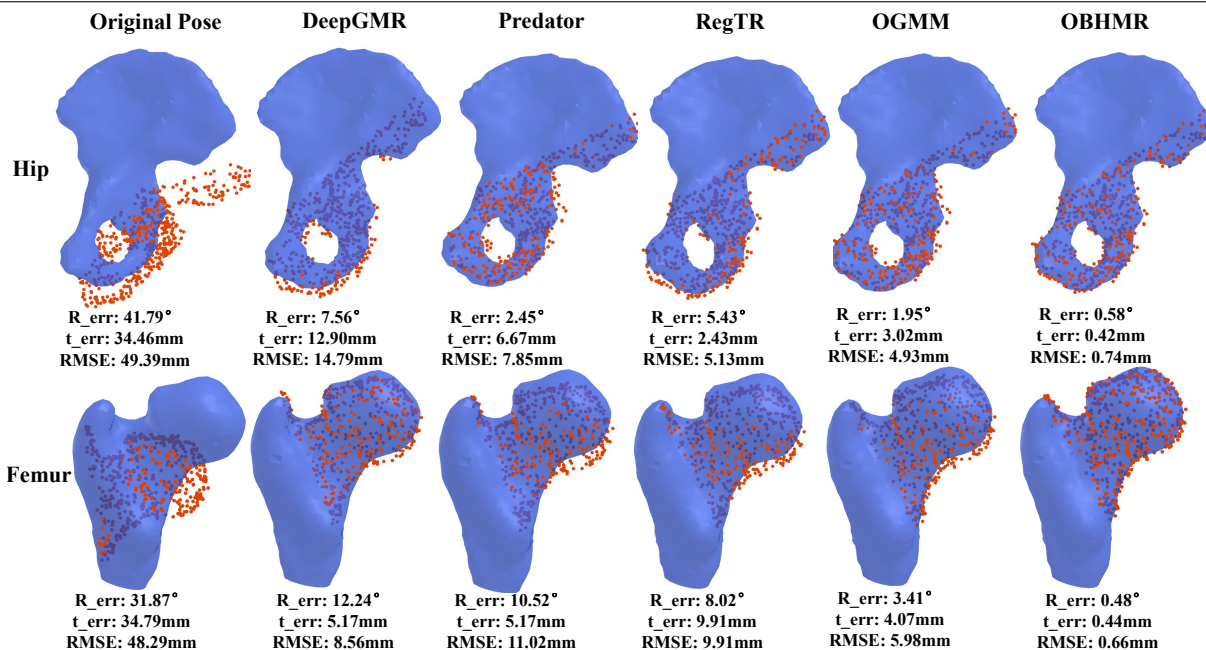 Original Pose DeepGMR Predator RegTR OGMM OBHMR
Hip
R_err: 41.79° R_err: 7.56° R_err: 2.45° R_err: 5.43° R_err: 1.95° R_err: 0.58°
t_err: 34.46mm t_err: 12.90mm t_err: 6.67mm t_err: 2.43mm t_err: 3.02mm t_err: 0.42mm
RMSE: 49.39mm RMSE: 14.79mm RMSE: 7.85mm RMSE: 5.13mm RMSE: 4.93mm RMSE: 0.74mm
Femur
R_err: 31.87° R_err: 12.24° R_err: 10.52° R_err: 8.02° R_err: 3.41° R_err: 0.48°
t_err: 34.79mm t_err: 5.17mm t_err: 5.17mm t_err: 9.91mm t_err: 4.07mm t_err: 0.44mm
RMSE: 48.29mm RMSE: 8.56mm RMSE: 11.02mm RMSE: 9.91mm RMSE: 5.98mm RMSE: 0.66mm